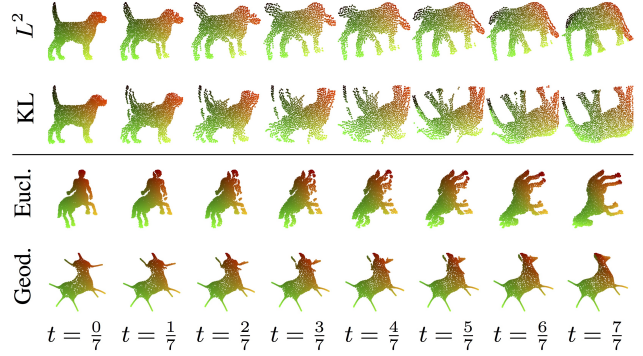 L²
KL
Eucl.
Geod.
t = 0/7 t = 1/7 t = 2/7 t = 3/7 t = 4/7 t = 5/7 t = 6/7 t = 7/7